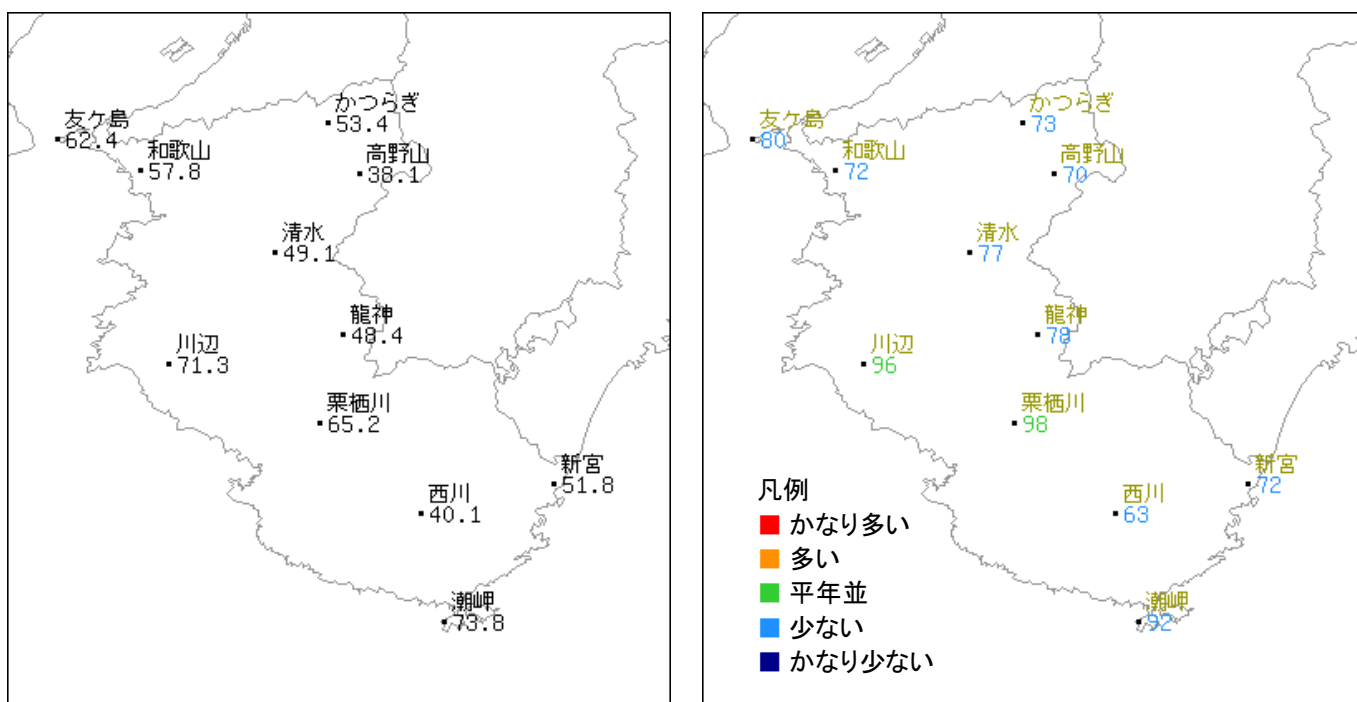 かつらぎ
53.4
友ケ島
62.4
和歌山
57.8
高野山
38.1
清水
49.1
龍神
48.4
川辺
71.3
栗栖川
65.2
新宮
51.8
西川
40.1
潮岬
73.8
かつらぎ
73
友ケ島
80
和歌山
72
高野山
70
清水
77
龍神
78
川辺
96
栗栖川
98
新宮
72
西川
63
潮岬
92
凡例
かなり多い
多い
平年並
少ない
かなり少ない